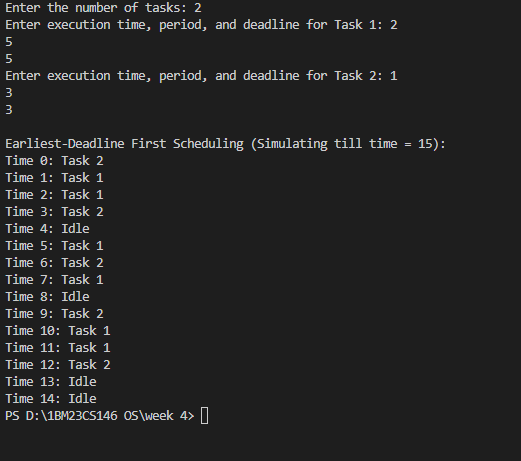 Enter the number of tasks: 2
Enter execution time, period, and deadline for Task 1: 2
5
5
Enter execution time, period, and deadline for Task 2: 1
3
3
Earliest-Deadline First Scheduling (Simulating till time = 15):
Time 0: Task 2
Time 1: Task 1
Time 2: Task 1
Time 3: Task 2
Time 4: Idle
Time 5: Task 1
Time 6: Task 2
Time 7: Task 1
Time 8: Idle
Time 9: Task 2
Time 10: Task 1
Time 11: Task 1
Time 12: Task 2
Time 13: Idle
Time 14: Idle
PS D:\1BM23CS146 OS\week 4>